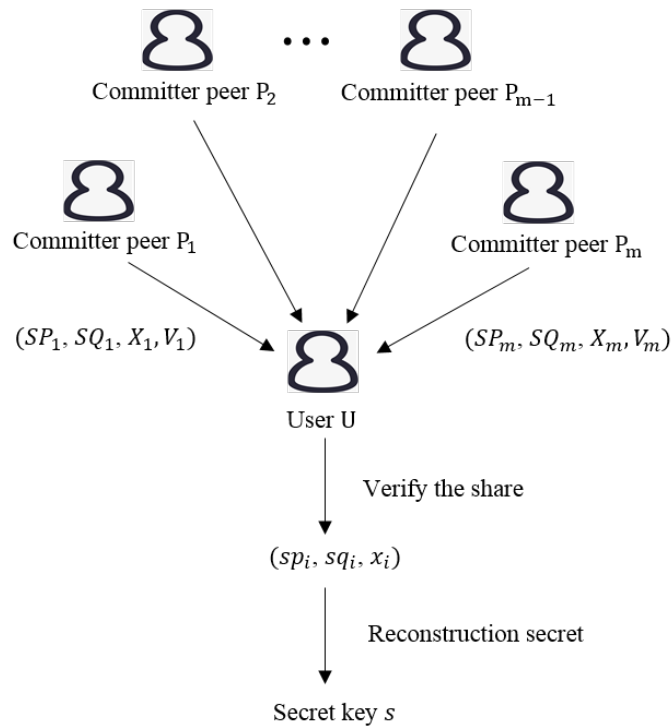 •••
Committer peer P₂
Committer peer Pₘ₋₁
Committer peer P₁
Committer peer Pₘ
(SP₁, SQ₁, X₁,V₁)
(SPₘ, SQₘ, Xₘ,Vₘ)
User U
Verify the share
(spᵢ, sqᵢ, xᵢ)
Reconstruction secret
Secret key s